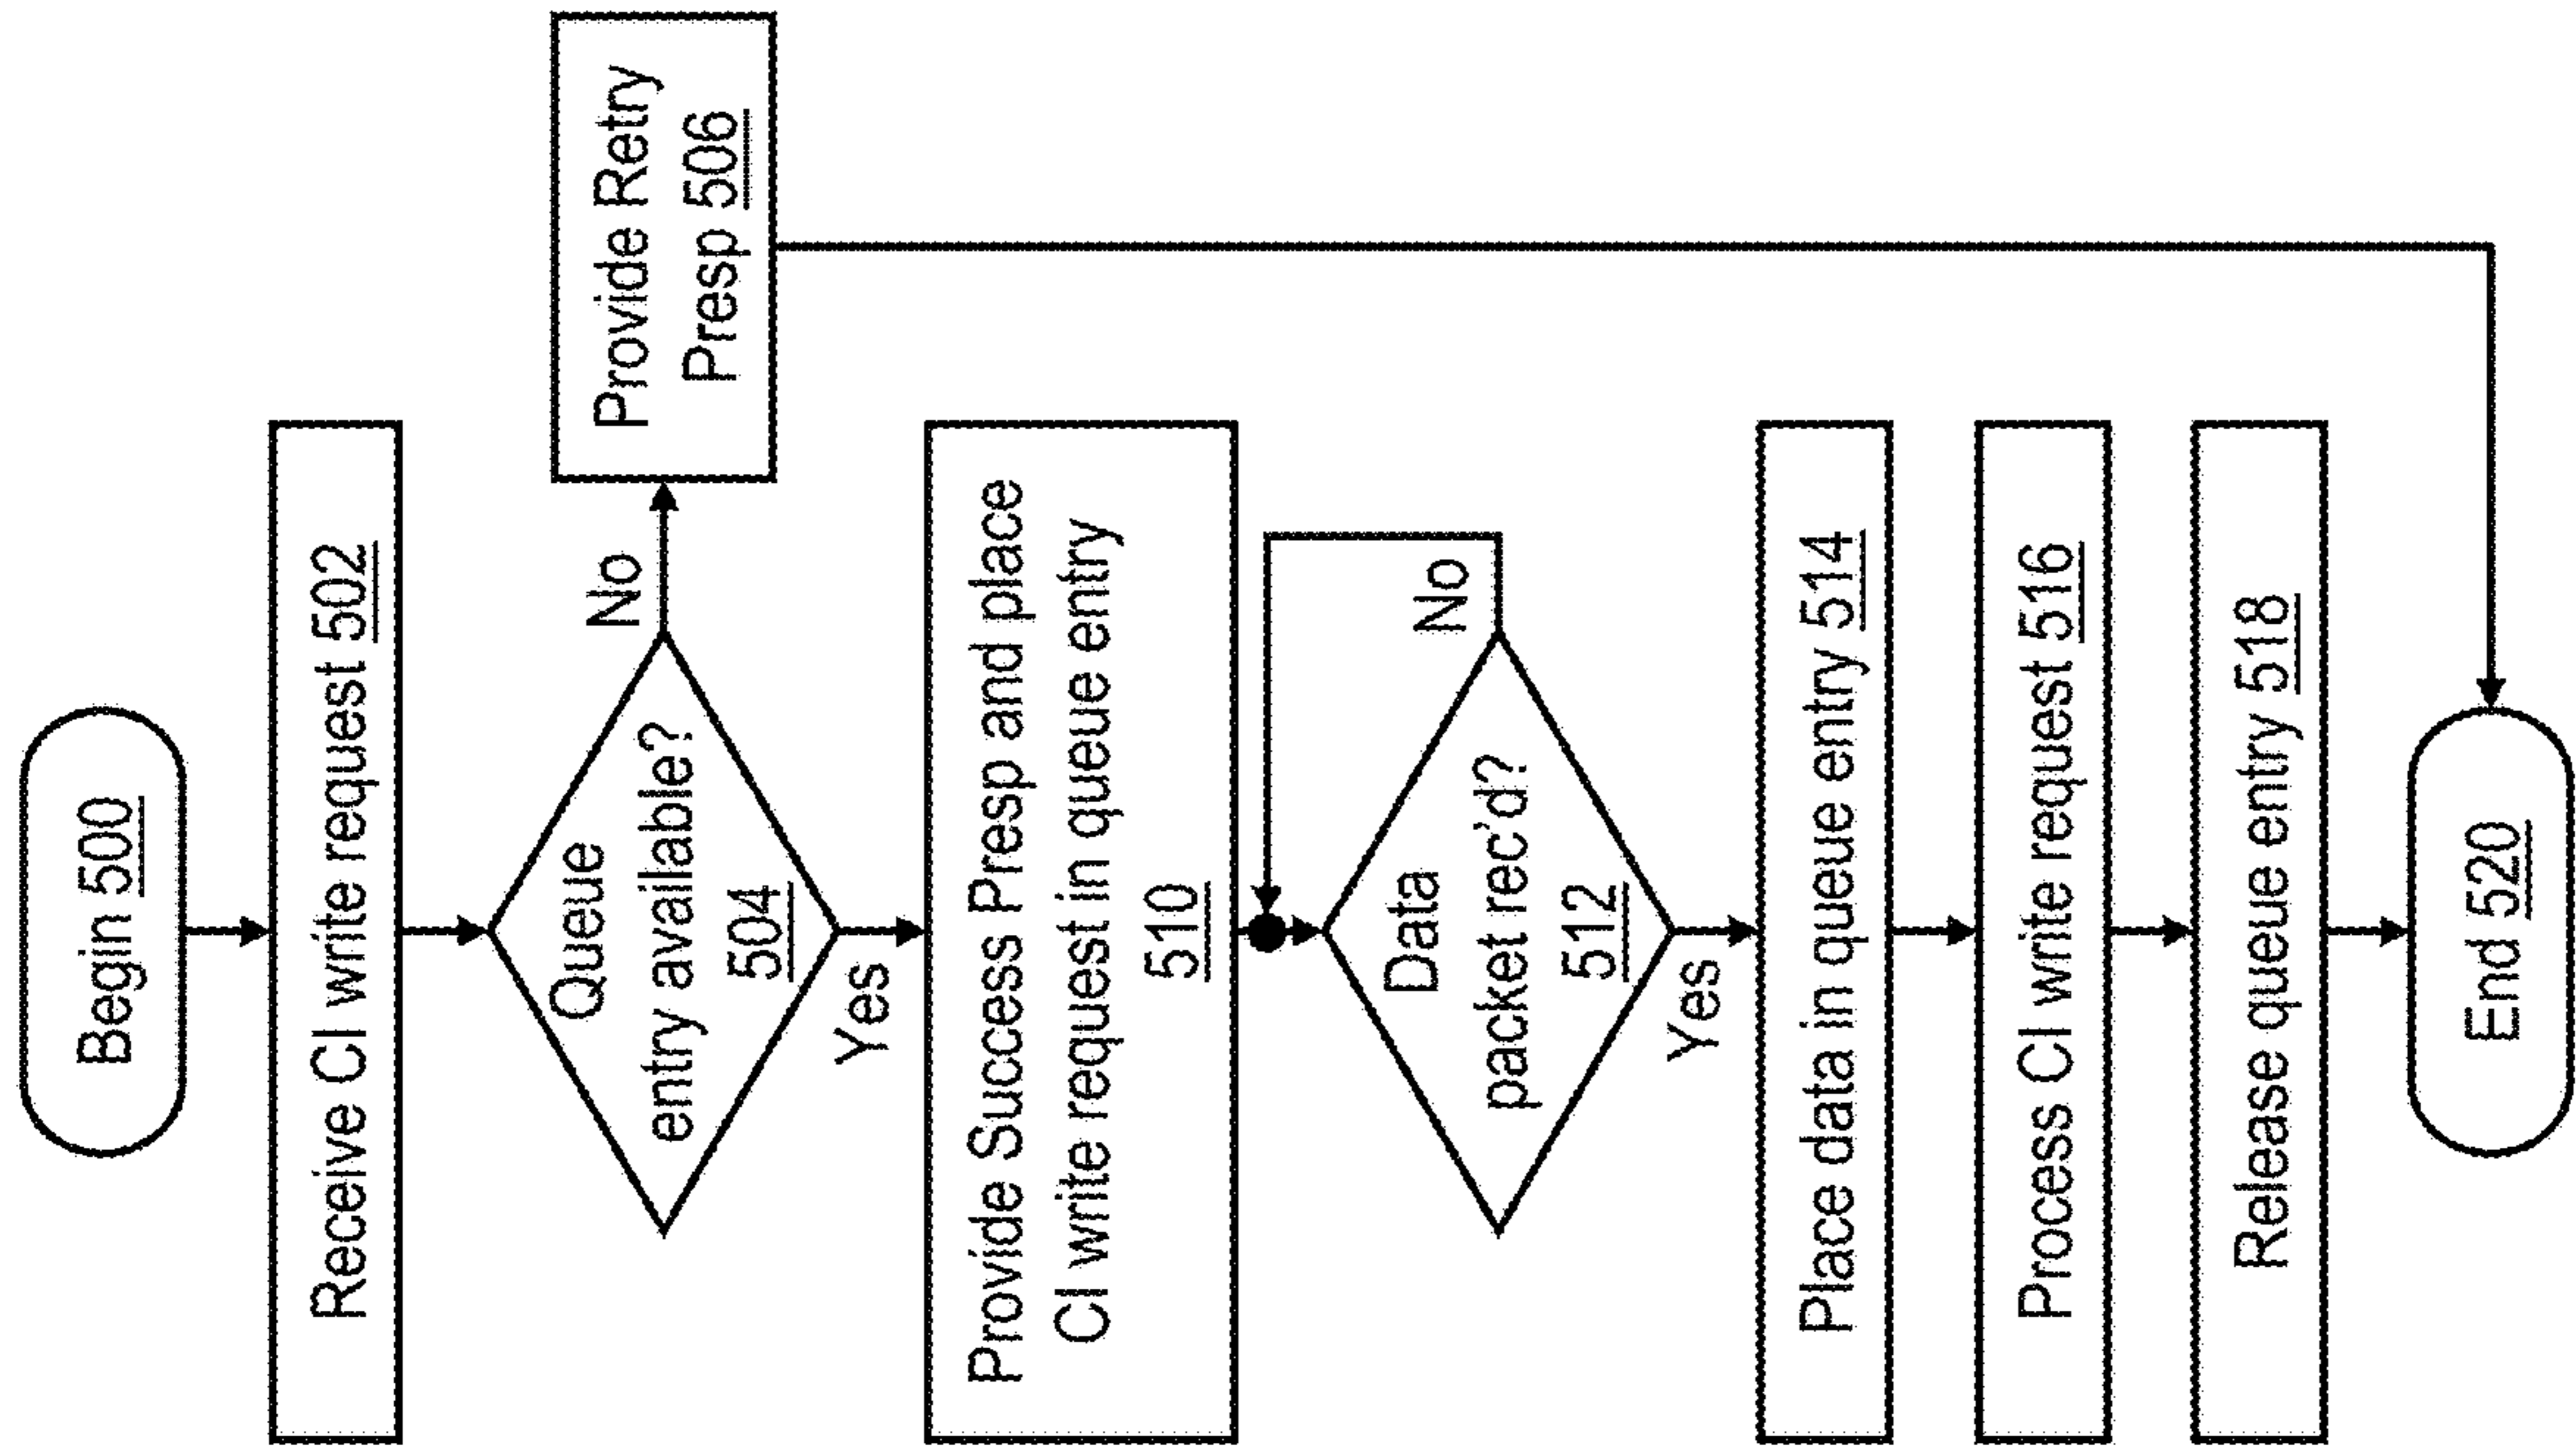 Begin 500
Receive CI write request 502
Queue
entry available?
504
No
Provide Retry
Presp 506
Yes
Provide Success Presp and place
CI write request in queue entry
510
Data
packet rec'd?
512
No
Yes
Place data in queue entry 514
Process CI write request 516
Release queue entry 518
End 520